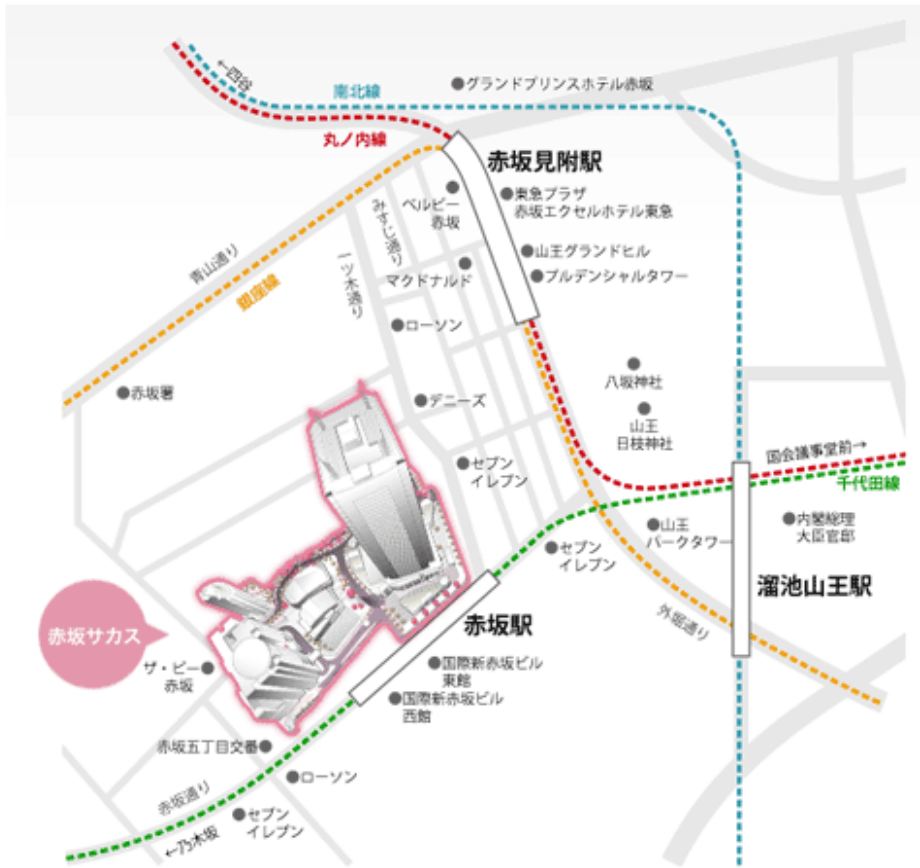 ←四谷
南北線
グランドプリンスホテル赤坂
丸ノ内線
赤坂見附駅
ベルビー
赤坂
東急プラザ
赤坂エクセルホテル東急
みすじ通り
一ツ木通り
青山通り
銀座線
山王グランドヒル
プルデンシャルタワー
マクドナルド
ローソン
八坂神社
赤坂署
デニーズ
山王
日枝神社
セブン
イレブン
国会議事堂前→
千代田線
山王
パークタワー
内閣総理
大臣官邸
セブン
イレブン
溜池山王駅
外堀通り
赤坂サカス
赤坂駅
ザ・ビー
赤坂
国際新赤坂ビル
東館
国際新赤坂ビル
西館
赤坂五丁目交番
ローソン
赤坂通り
セブン
イレブン
←乃木坂